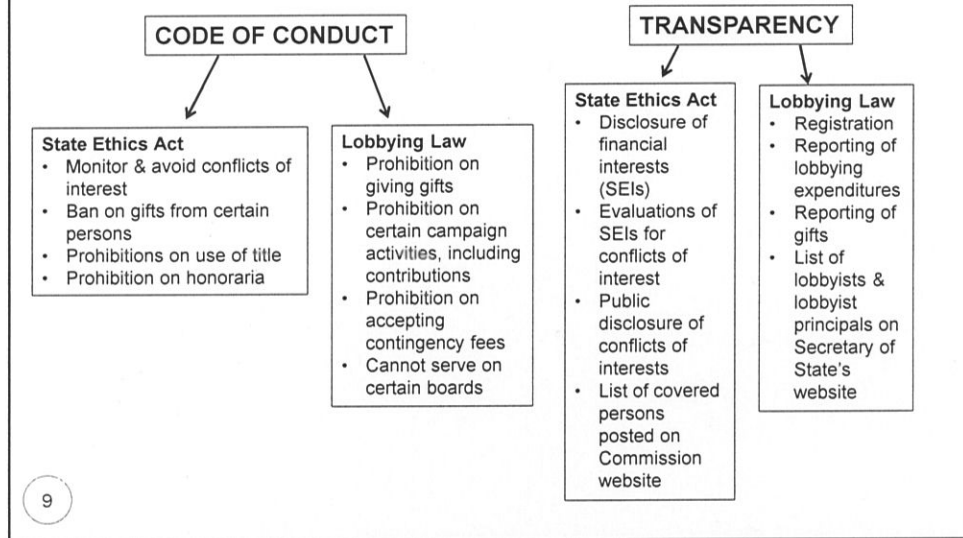 CODE OF CONDUCT
State Ethics Act
• Monitor & avoid conflicts of
interest
• Ban on gifts from certain
persons
• Prohibitions on use of title
• Prohibition on honoraria
Lobbying Law
• Prohibition on
giving gifts
• Prohibition on
certain campaign
activities, including
contributions
• Prohibition on
accepting
contingency fees
• Cannot serve on
certain boards
TRANSPARENCY
State Ethics Act
• Disclosure of
financial
interests
(SEIs)
• Evaluations of
SEIs for
conflicts of
interest
• Public
disclosure of
conflicts of
interests
• List of covered
persons
posted on
Commission
website
Lobbying Law
• Registration
• Reporting of
lobbying
expenditures
• Reporting of
gifts
• List of
lobbyists &
lobbyist
principals on
Secretary of
State's
website
9